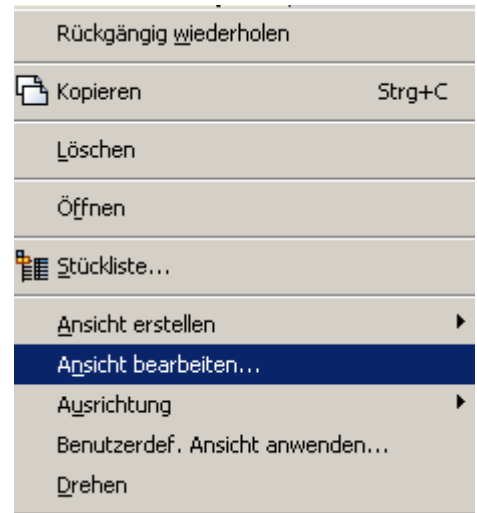 Rückgängig wiederholen
Kopieren Strg+C
Löschen
Öffnen
Stückliste...
Ansicht erstellen
Ansicht bearbeiten...
Ausrichtung
Benutzerdef. Ansicht anwenden...
Drehen